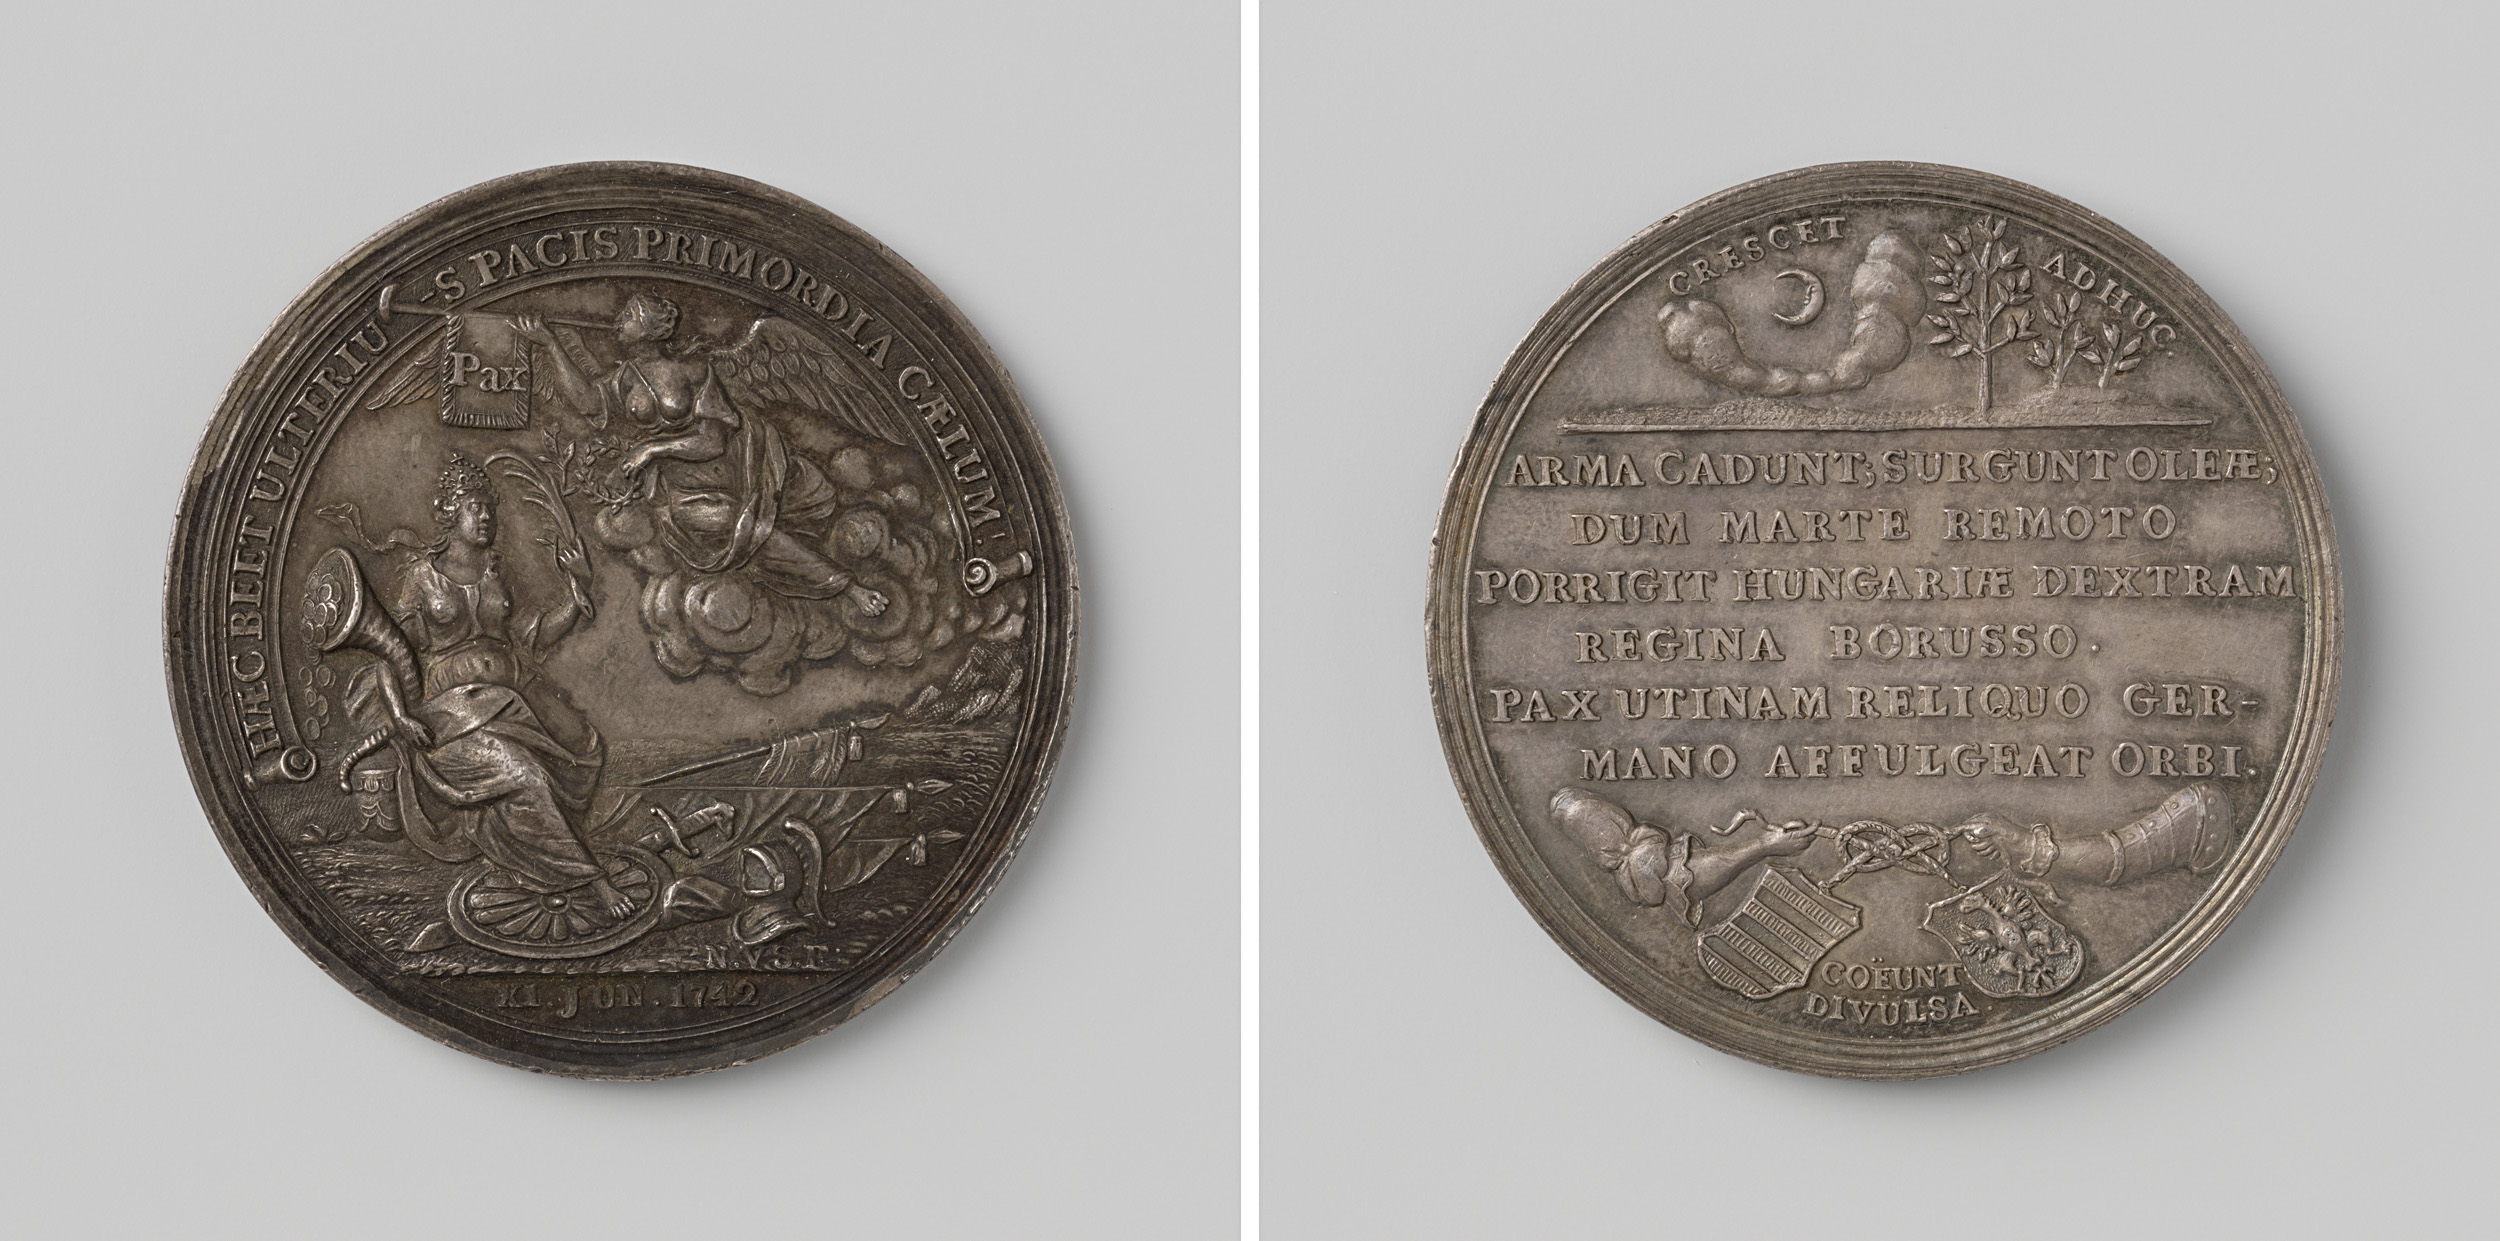 HÆC BEET ULTERIU-S PACIS PRIMORDIA CÆLUM!
Pax
N.V.S.F.
XI. JUN. 1742
CRESCET ADHUC.
ARMA CADUNT; SURGUNT OLEÆ;
DUM MARTE REMOTO
PORRIGIT HUNGARIÆ DEXTRAM
REGINA BORUSSO.
PAX UTINAM RELIQUO GER-
MANO AFFULGEAT ORBI.
COËUNT
DIVULSA.